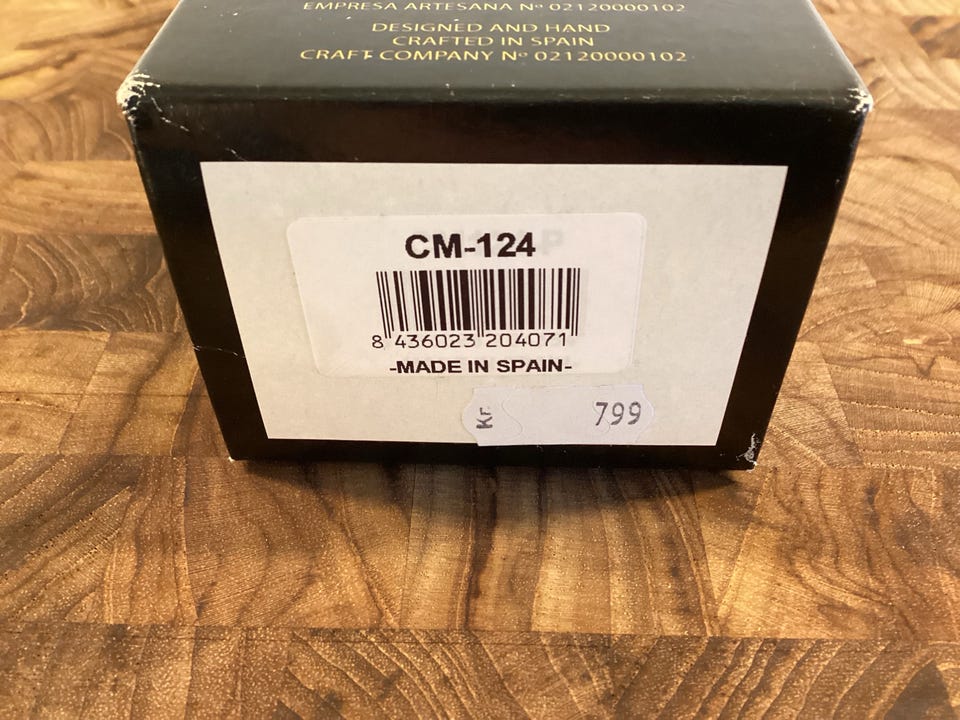 EMPRESA ARTESANA Nº 02120000102
DESIGNED AND HAND
CRAFTED IN SPAIN
CRAFT COMPANY Nº 02120000102
CM-124
8 436023 204071
-MADE IN SPAIN-
Kr 799